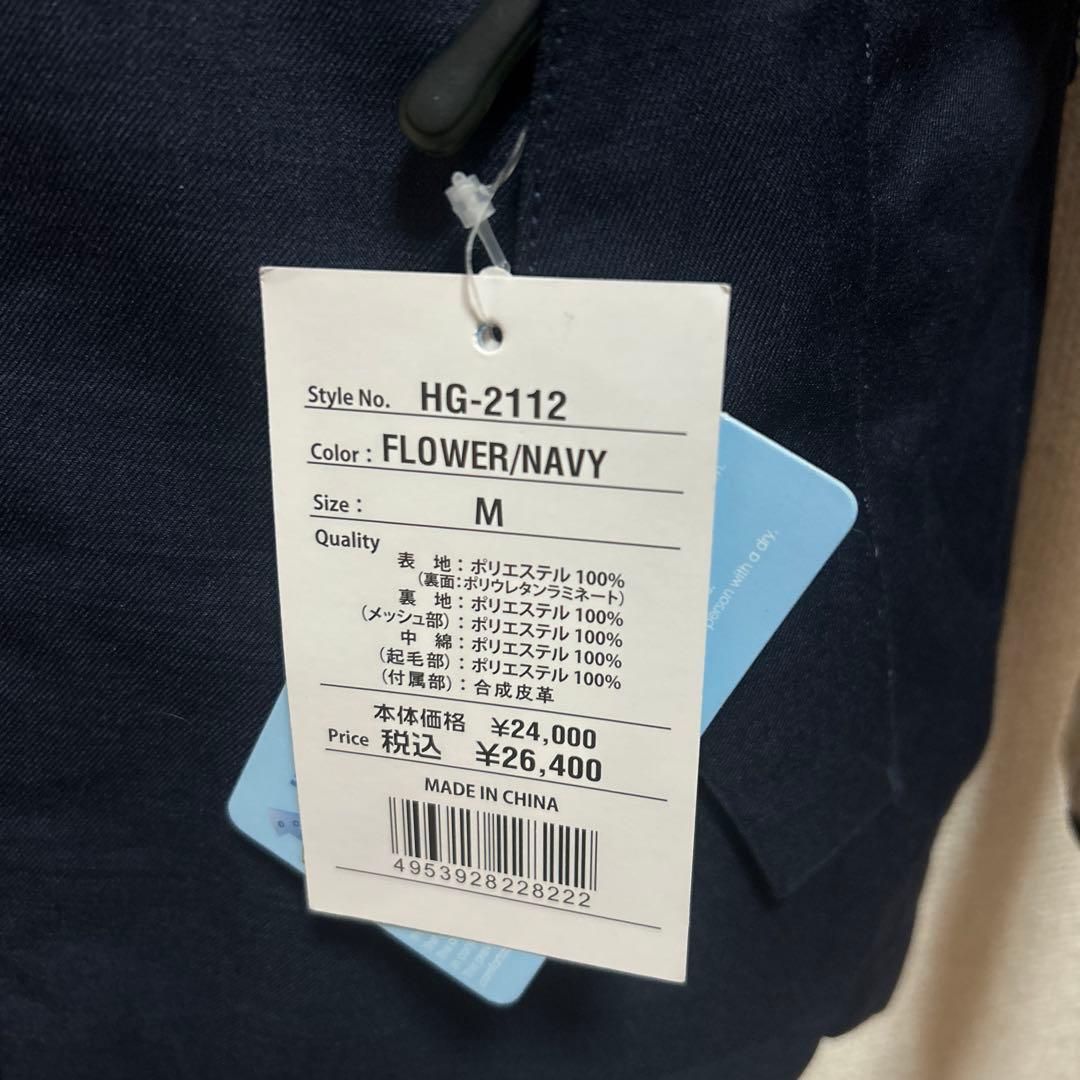 Style No. HG-2112
Color : FLOWER/NAVY
Size : M
Quality
表 地 : ポリエステル 100%
(裏面:ポリウレタンラミネート)
裏 地 : ポリエステル 100%
(メッシュ部) : ポリエステル 100%
中 綿 : ポリエステル 100%
(起毛部) : ポリエステル 100%
(付属部) : 合成皮革
本体価格 ¥24,000
Price 税込 ¥26,400
MADE IN CHINA
4953928228222
person with a dry.